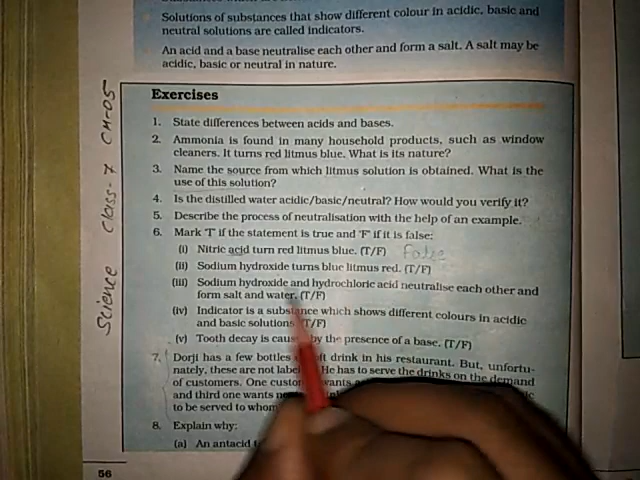 Solutions of substances that show different colour in acidic, basic and
neutral solutions are called indicators.
An acid and a base neutralise each other and form a salt. A salt may be
acidic, basic or neutral in nature.
Science Class-7 CH-05
Exercises
1. State differences between acids and bases.
2. Ammonia is found in many household products, such as window
cleaners. It turns red litmus blue. What is its nature?
3. Name the source from which litmus solution is obtained. What is the
use of this solution?
4. Is the distilled water acidic/basic/neutral? How would you verify it?
5. Describe the process of neutralisation with the help of an example.
6. Mark 'T' if the statement is true and 'F' if it is false:
(i) Nitric acid turn red litmus blue. (T/F) False
(ii) Sodium hydroxide turns blue litmus red. (T/F)
(iii) Sodium hydroxide and hydrochloric acid neutralise each other and
form salt and water. (T/F)
(iv) Indicator is a substance which shows different colours in acidic
and basic solutions. (T/F)
(v) Tooth decay is by the presence of a base. (T/F)
7. Dorji has a few bottles drink in his restaurant. But, unfortu-
nately, these are not He has to serve the drinks on the demand
of customers. One wants
and third one wants
to be served to
8. Explain why:
(a) An antacid
56